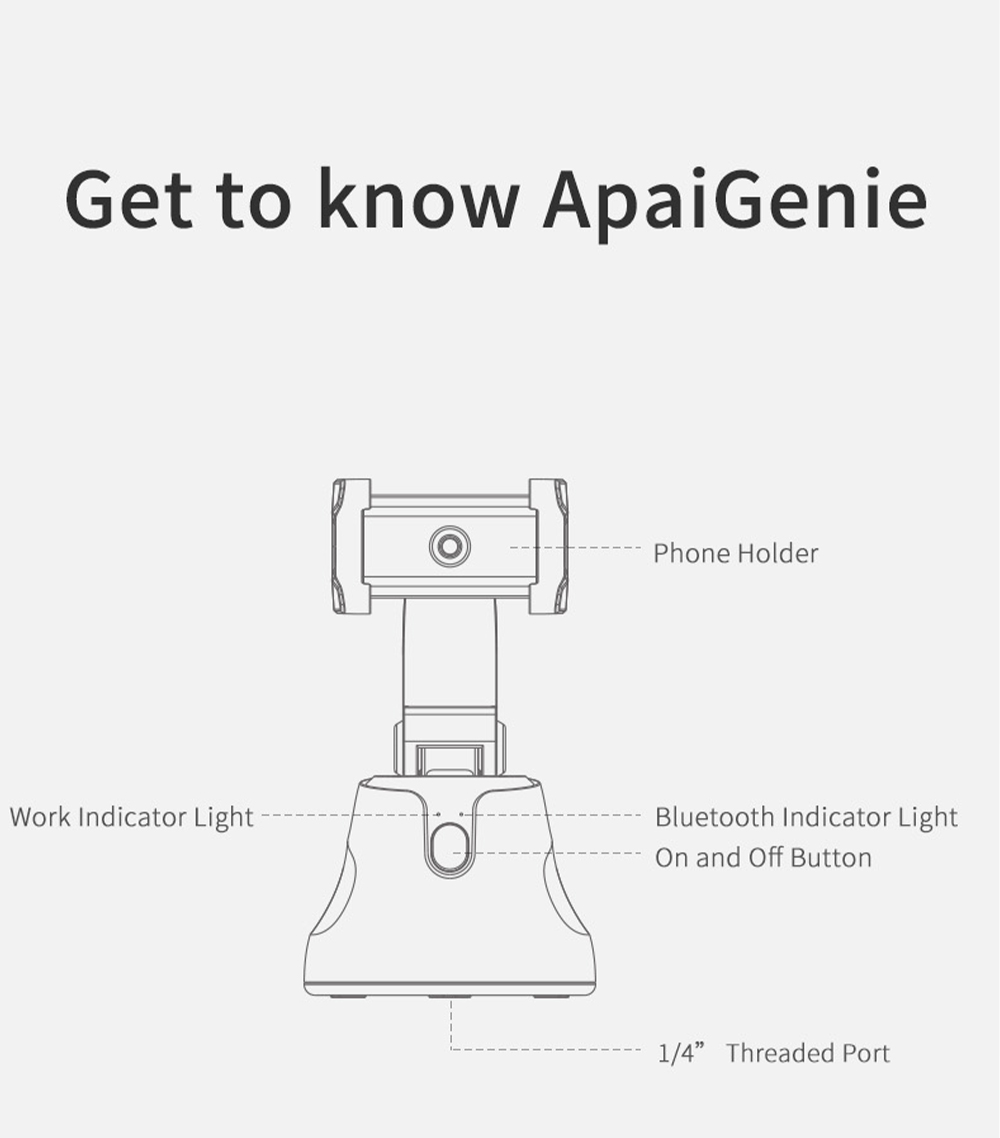 Get to know ApaiGenie
Phone Holder
Work Indicator Light
Bluetooth Indicator Light
On and Off Button
1/4” Threaded Port